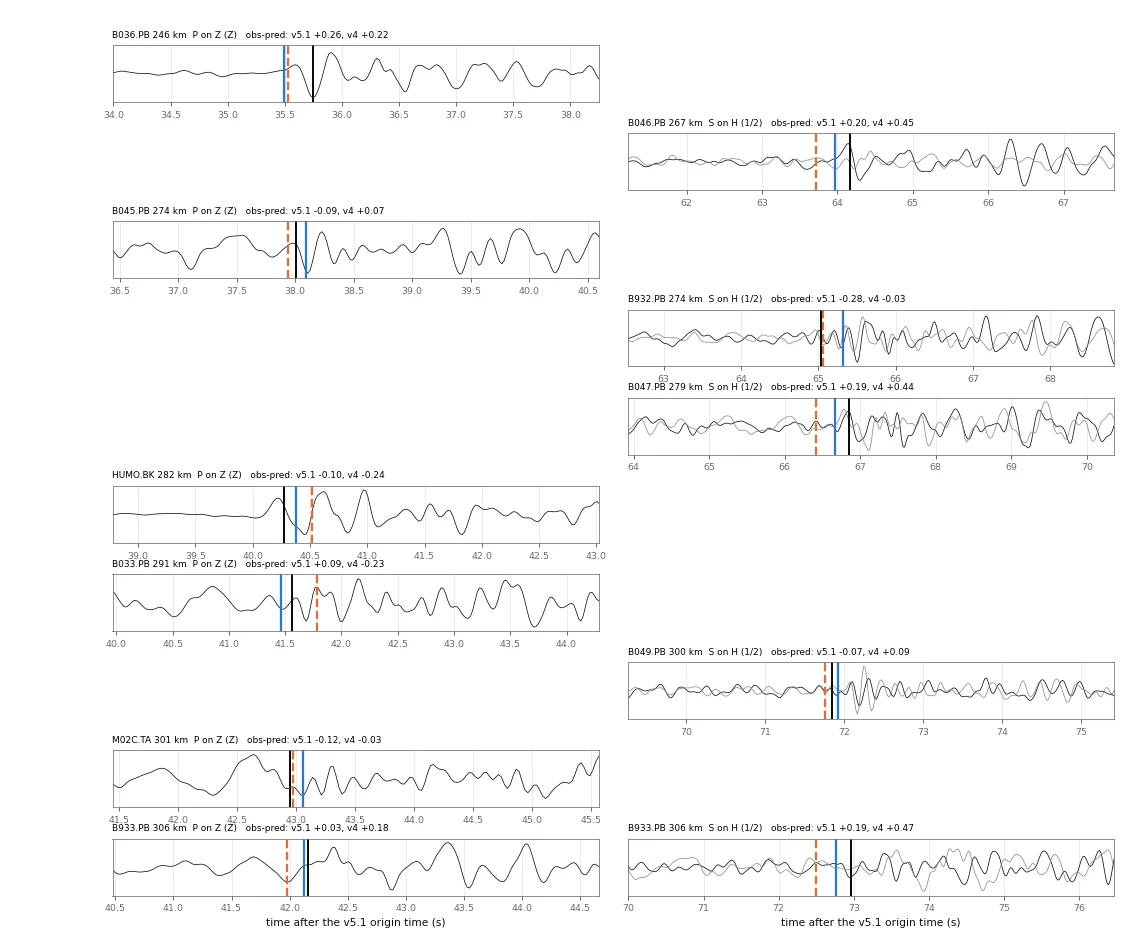 B036.PB 246 km  P on Z (Z)   obs-pred: v5.1 +0.26, v4 +0.22
34.0 34.5 35.0 35.5 36.0 36.5 37.0 37.5 38.0
B046.PB 267 km  S on H (1/2)   obs-pred: v5.1 +0.20, v4 +0.45
62 63 64 65 66 67
B045.PB 274 km  P on Z (Z)   obs-pred: v5.1 -0.09, v4 +0.07
36.5 37.0 37.5 38.0 38.5 39.0 39.5 40.0 40.5
B932.PB 274 km  S on H (1/2)   obs-pred: v5.1 -0.28, v4 -0.03
63 64 65 66 67 68
B047.PB 279 km  S on H (1/2)   obs-pred: v5.1 +0.19, v4 +0.44
64 65 66 67 68 69 70
HUMO.BK 282 km  P on Z (Z)   obs-pred: v5.1 -0.10, v4 -0.24
39.0 39.5 40.0 40.5 41.0 41.5 42.0 42.5 43.0
B033.PB 291 km  P on Z (Z)   obs-pred: v5.1 +0.09, v4 -0.23
40.0 40.5 41.0 41.5 42.0 42.5 43.0 43.5 44.0
B049.PB 300 km  S on H (1/2)   obs-pred: v5.1 -0.07, v4 +0.09
70 71 72 73 74 75
M02C.TA 301 km  P on Z (Z)   obs-pred: v5.1 -0.12, v4 -0.03
41.5 42.0 42.5 43.0 43.5 44.0 44.5 45.0 45.5
B933.PB 306 km  P on Z (Z)   obs-pred: v5.1 +0.03, v4 +0.18
40.5 41.0 41.5 42.0 42.5 43.0 43.5 44.0 44.5
time after the v5.1 origin time (s)
B933.PB 306 km  S on H (1/2)   obs-pred: v5.1 +0.19, v4 +0.47
70 71 72 73 74 75 76
time after the v5.1 origin time (s)